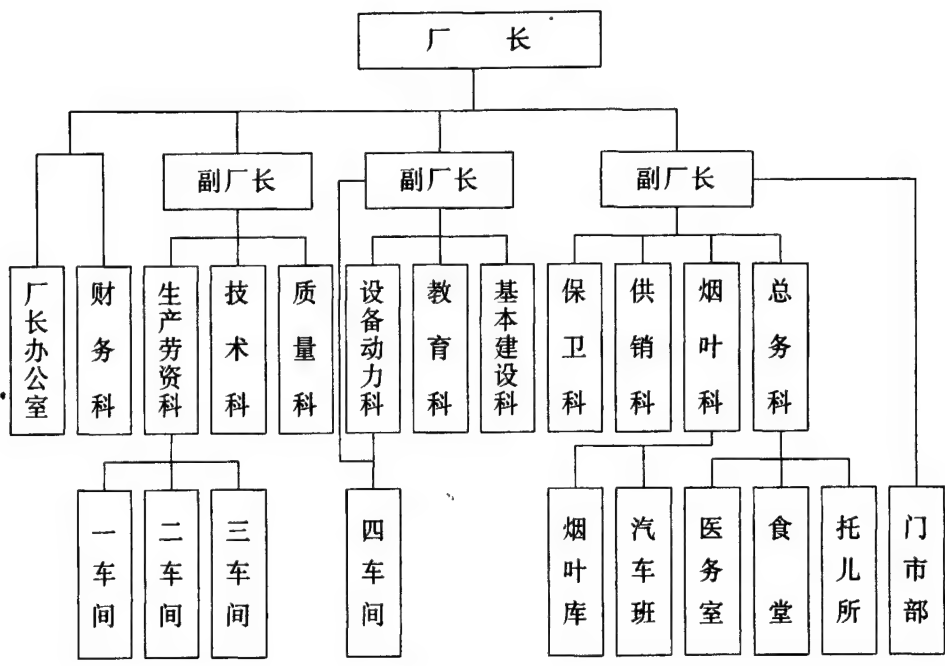 厂长
副厂长
副厂长
副厂长
厂长办公室
财务科
生产劳资科
技术科
质量科
设备动力科
教育科
基本建设科
保卫科
供销科
烟叶科
总务科
一车间
二车间
三车间
四车间
烟叶库
汽车班
医务室
食堂
托儿所
门市部